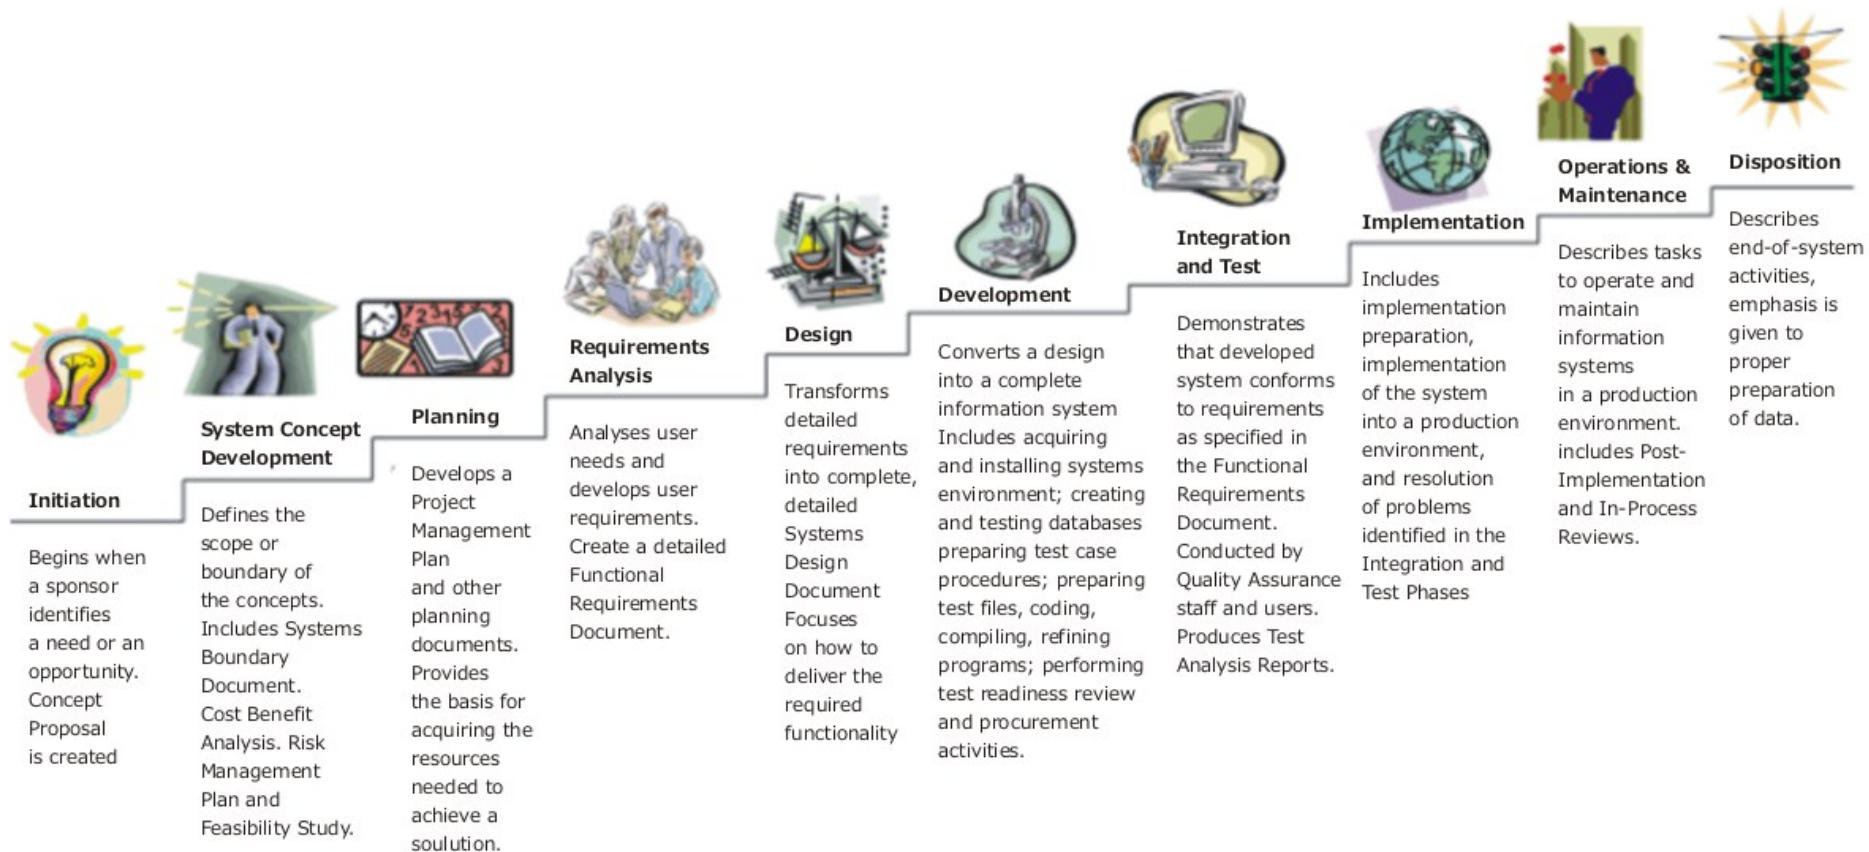 Initiation
Begins when
a sponsor
identifies
a need or an
opportunity.
Concept
Proposal
is created
System Concept
Development
Defines the
scope or
boundary of
the concepts.
Includes Systems
Boundary
Document.
Cost Benefit
Analysis. Risk
Management
Plan and
Feasibility Study.
Planning
Develops a
Project
Management
Plan
and other
planning
documents.
Provides
the basis for
acquiring the
resources
needed to
achieve a
soulution.
Requirements
Analysis
Analyses user
needs and
develops user
requirements.
Create a detailed
Functional
Requirements
Document.
Design
Transforms
detailed
requirements
into complete,
detailed
Systems
Design
Document
Focuses
on how to
deliver the
required
functionality
Development
Converts a design
into a complete
information system
Includes acquiring
and installing systems
environment; creating
and testing databases
preparing test case
procedures; preparing
test files, coding,
compiling, refining
programs; performing
test readiness review
and procurement
activities.
Integration
and Test
Demonstrates
that developed
system conforms
to requirements
as specified in
the Functional
Requirements
Document.
Conducted by
Quality Assurance
staff and users.
Produces Test
Analysis Reports.
Implementation
Includes
implementation
preparation,
implementation
of the system
into a production
environment,
and resolution
of problems
identified in the
Integration and
Test Phases
Operations &
Maintenance
Describes tasks
to operate and
maintain
information
systems
in a production
environment.
includes Post-
Implementation
and In-Process
Reviews.
Disposition
Describes
end-of-system
activities,
emphasis is
given to
proper
preparation
of data.